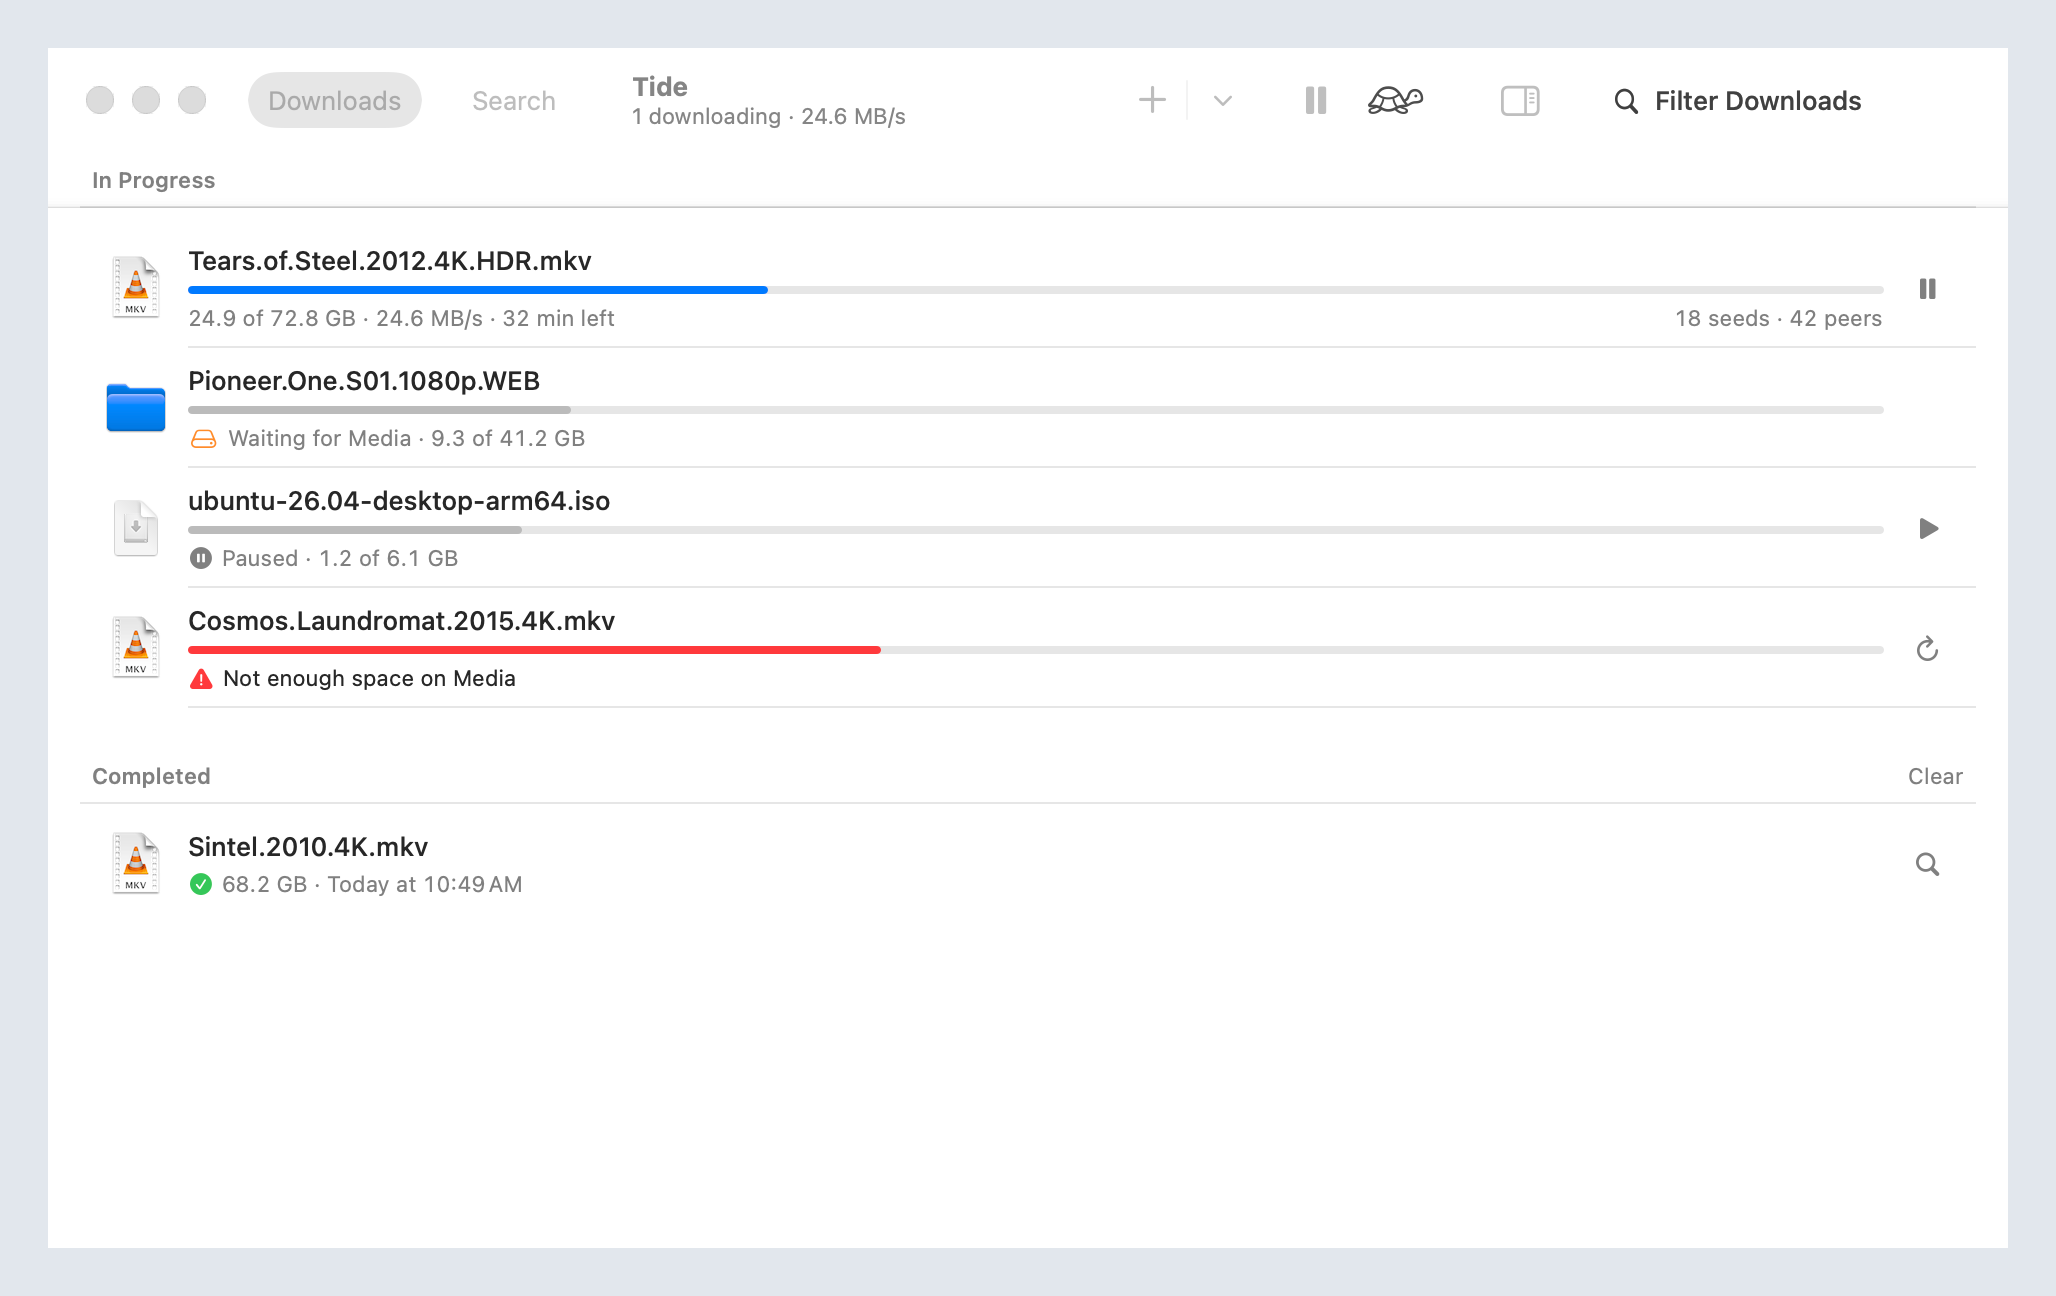 Downloads
Search
Tide
1 downloading · 24.6 MB/s
Filter Downloads
In Progress
Tears.of.Steel.2012.4K.HDR.mkv
MKV
24.9 of 72.8 GB · 24.6 MB/s · 32 min left
18 seeds · 42 peers
Pioneer.One.S01.1080p.WEB
Waiting for Media · 9.3 of 41.2 GB
ubuntu-26.04-desktop-arm64.iso
Paused · 1.2 of 6.1 GB
Cosmos.Laundromat.2015.4K.mkv
MKV
Not enough space on Media
Completed
Clear
Sintel.2010.4K.mkv
MKV
68.2 GB · Today at 10:49 AM